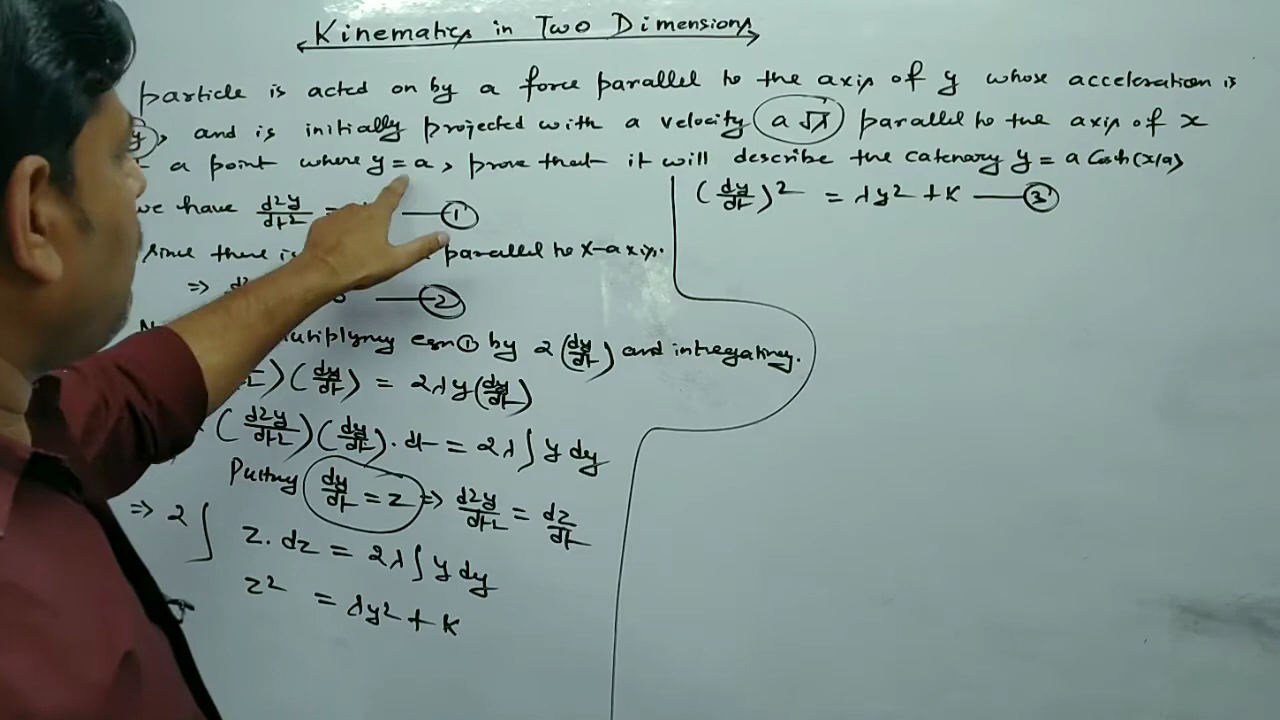 Kinematics in Two Dimensions
particle is acted on by a force parallel to the axis of y whose acceleration is
y, and is initially projected with a velocity a√λ parallel to the axis of x
a point where y = a, prove that it will describe the catenary y = a Cosh(x/a)
we have d²y/dt² = —— ①
Since there is parallel to X-axis.
⇒ —— ②
multiplying eqn ① by 2(dy/dt) and intregating.
)(dy/dt) = 2λy(dy/dt)
(d²y/dt²)(dy/dt).dt = 2λ∫y dy
Putting dy/dt = z ⇒ d²y/dt² = dz/dt
⇒ 2∫ z.dz = 2λ∫y dy
z² = λy² + K
(dy/dt)² = λy² + K —— ③